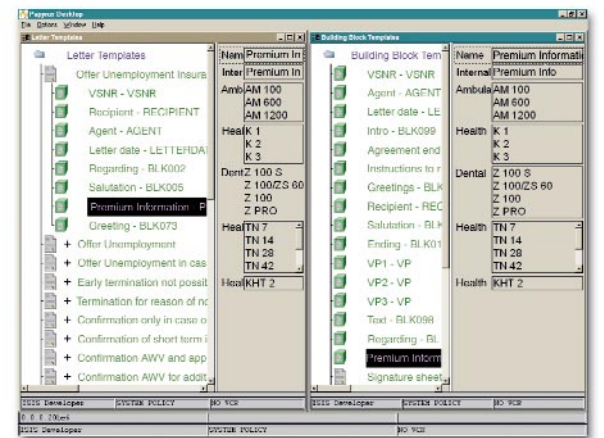 Papyrus Desktop
File Options Window Help
Letter Templates
Letter Templates
Offer Unemployment Insura
VSNR - VSNR
Recipient - RECIPIENT
Agent - AGENT
Letter date - LETTERDA
Regarding - BLK002
Salutation - BLK005
Premium Information - P
Greeting - BLK073
+ Offer Unemployment
+ Offer Unemployment in cas
+ Early termination not possit
+ Termination for reason of no
+ Confirmation only in case o
+ Confirmation of short term i
+ Confirmation AWV and app
+ Confirmation AWV for addit
Nam Premium In
Inter Premium In
Amb AM 100
AM 600
AM 1200
Heal K 1
K 2
K 3
Dent Z 100 S
Z 100/ZS 60
Z 100
Z PRO
Heal TN 7
TN 14
TN 28
TN 42
Heal KHT 2
ISIS Developer SYSTEM POLICY NO VCR
Building Block Templates
Building Block Tem
VSNR - VSNR
Agent - AGENT
Letter date - LE
Intro - BLK099
Agreement end
Instructions to r
Greetings - BLK
Recipient - REC
Salutation - BLK
Ending - BLK01
VP1 - VP
VP2 - VP
VP3 - VP
Text - BLK098
Regarding - BL
Premium Inform
Signature sheet
Name Premium Informati
Internal Premium Info
Ambula AM 100
AM 600
AM 1200
Health K 1
K 2
K 3
Dental Z 100 S
Z 100/ZS 60
Z 100
Z PRO
Health TN 7
TN 14
TN 28
TN 42
Health KHT 2
ISIS Developer SYSTEM POLICY NO VCR
ISIS Developer SYSTEM POLICY NO VCR